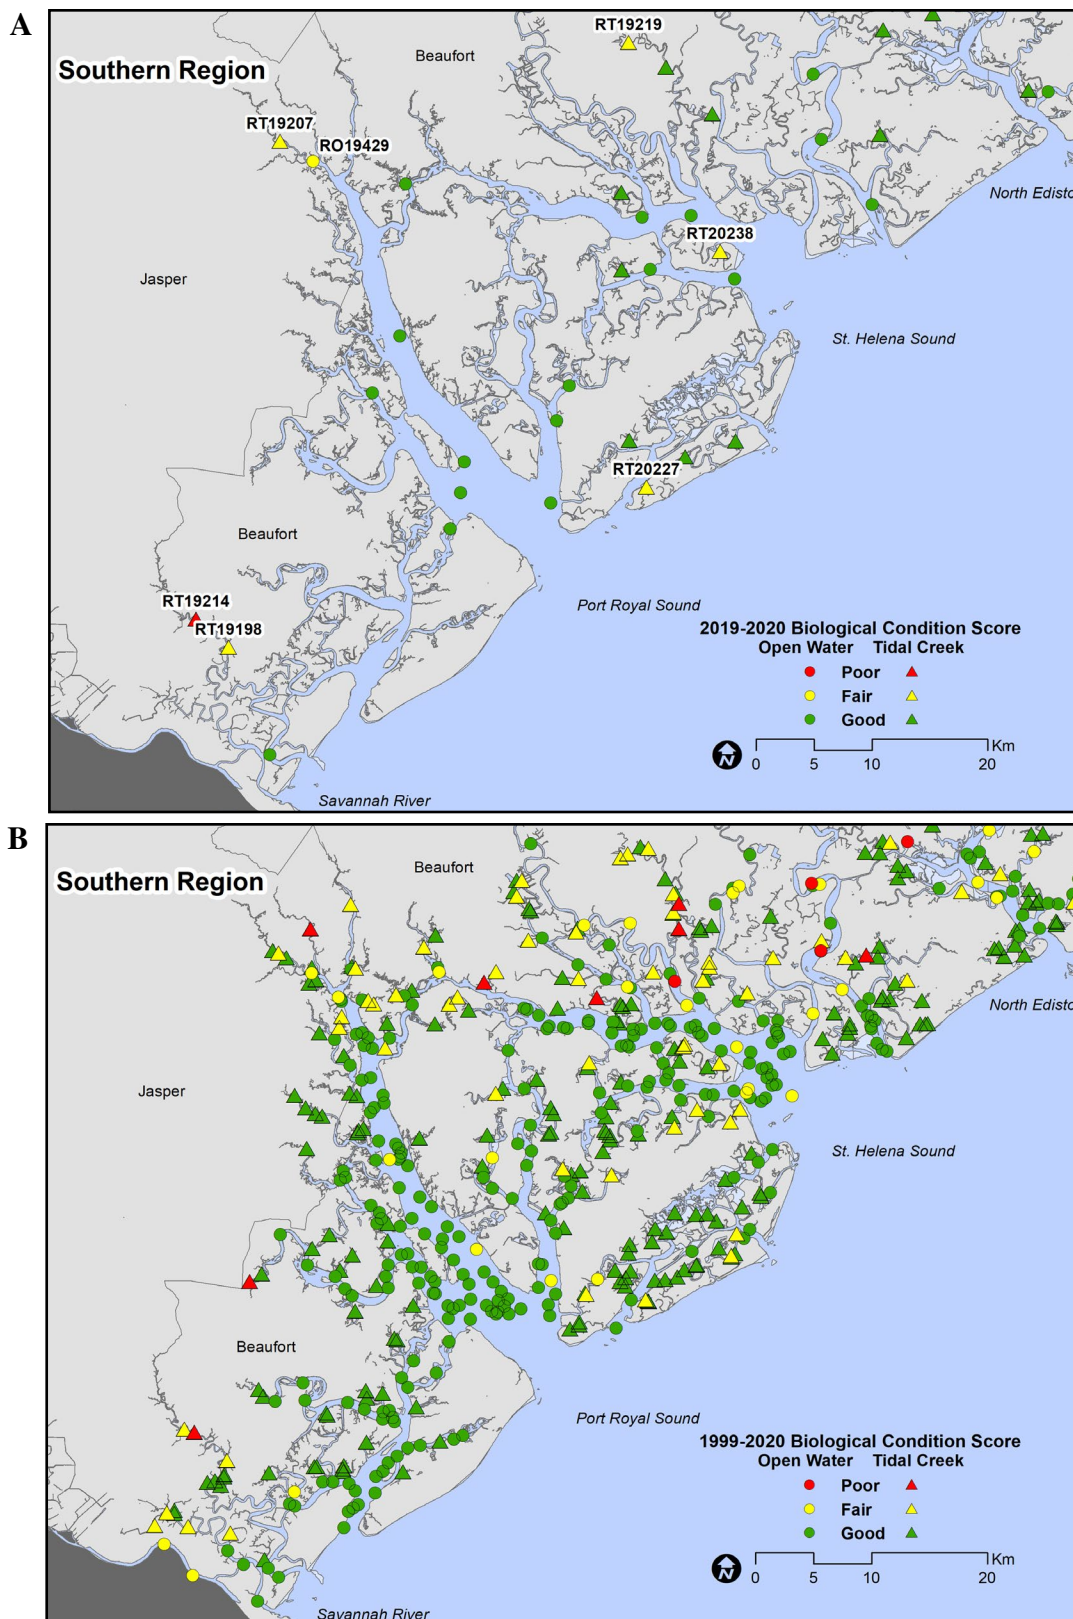 A
Southern Region
Beaufort
RT19219
RT19207
RO19429
North Edisto
RT20238
Jasper
St. Helena Sound
RT20227
Beaufort
RT19214
RT19198
Port Royal Sound
2019-2020 Biological Condition Score
Open Water Tidal Creek
Poor
Fair
Good
N
0 5 10 20 Km
Savannah River
B
Southern Region
Beaufort
North Edisto
Jasper
St. Helena Sound
Beaufort
Port Royal Sound
1999-2020 Biological Condition Score
Open Water Tidal Creek
Poor
Fair
Good
N
0 5 10 20 Km
Savannah River